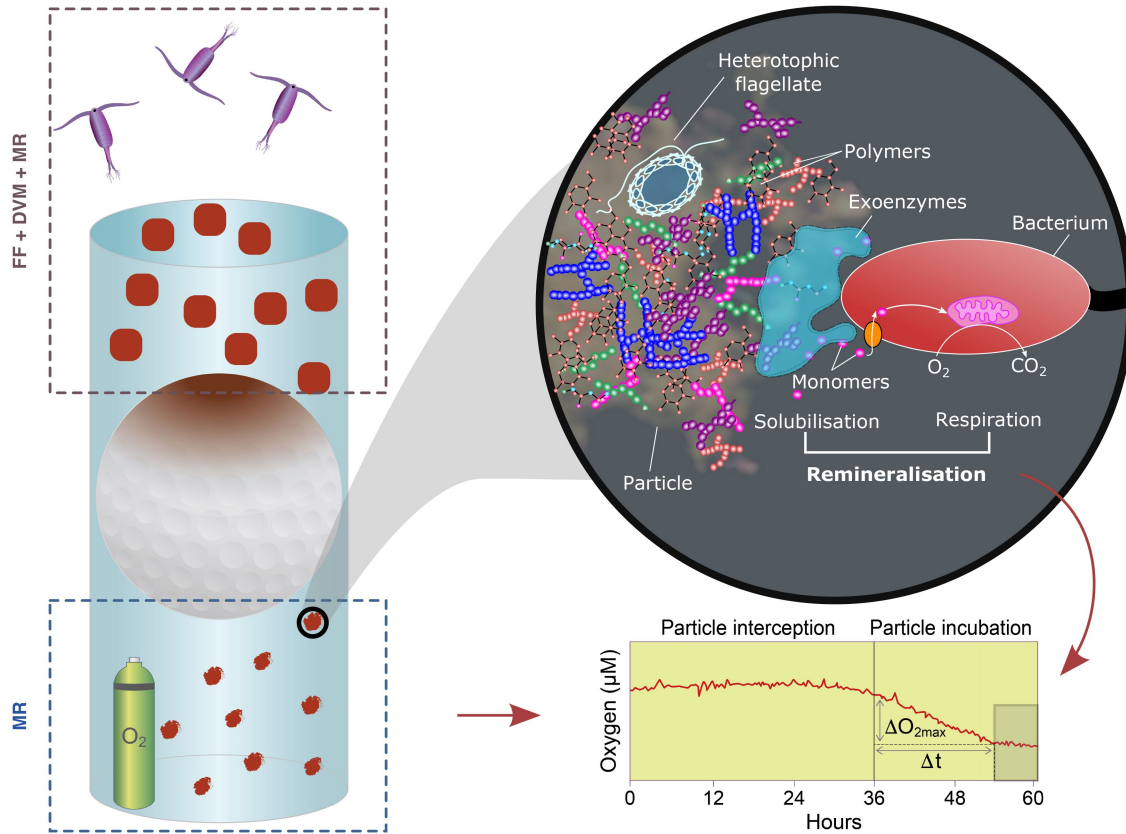 FF + DVM + MR
MR
O2
Heterotophic
flagellate
Polymers
Exoenzymes
Bacterium
Monomers
O2
CO2
Solubilisation
Respiration
Particle
Remineralisation
Particle interception
Particle incubation
Oxygen (μM)
ΔO2max
Δt
0 12 24 36 48 60
Hours